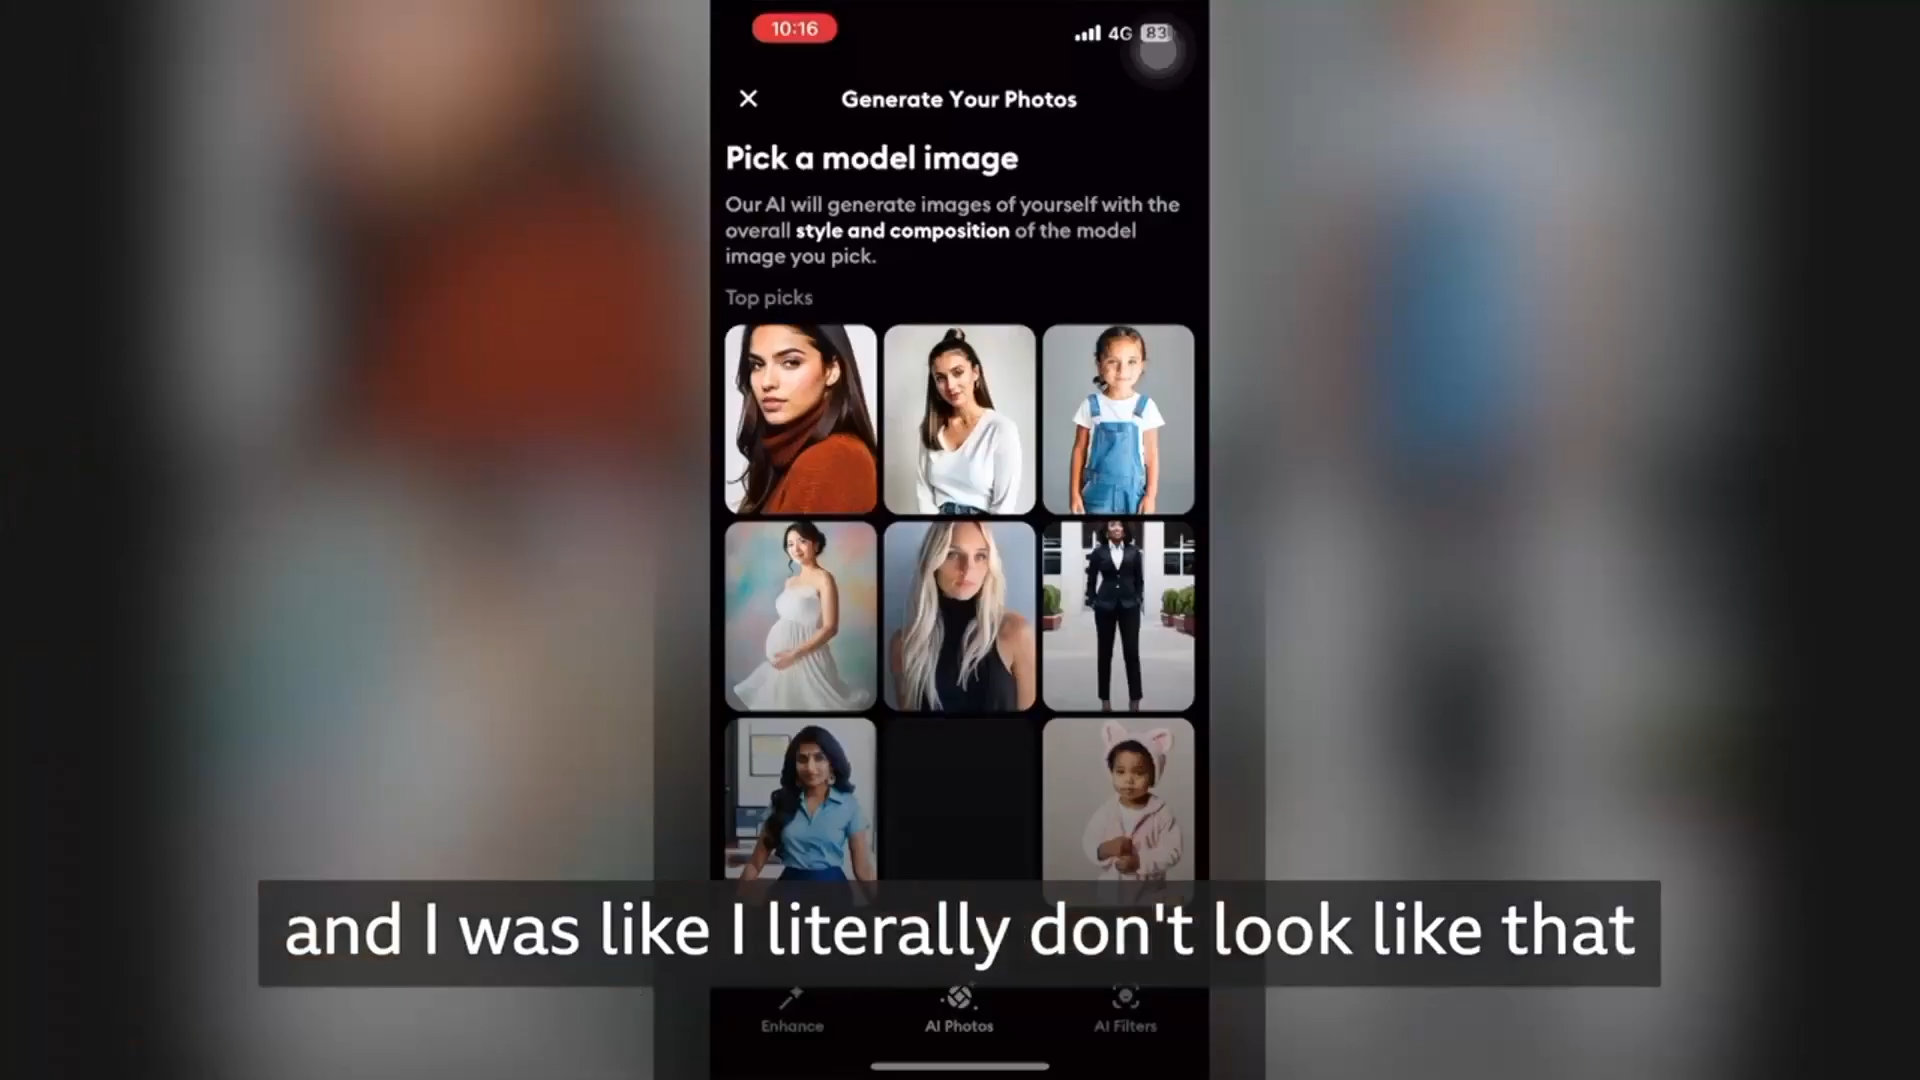 10:16
4G 83
Generate Your Photos
Pick a model image
Our AI will generate images of yourself with the
overall style and composition of the model
image you pick.
Top picks
and I was like I literally don't look like that
Enhance
AI Photos
AI Filters